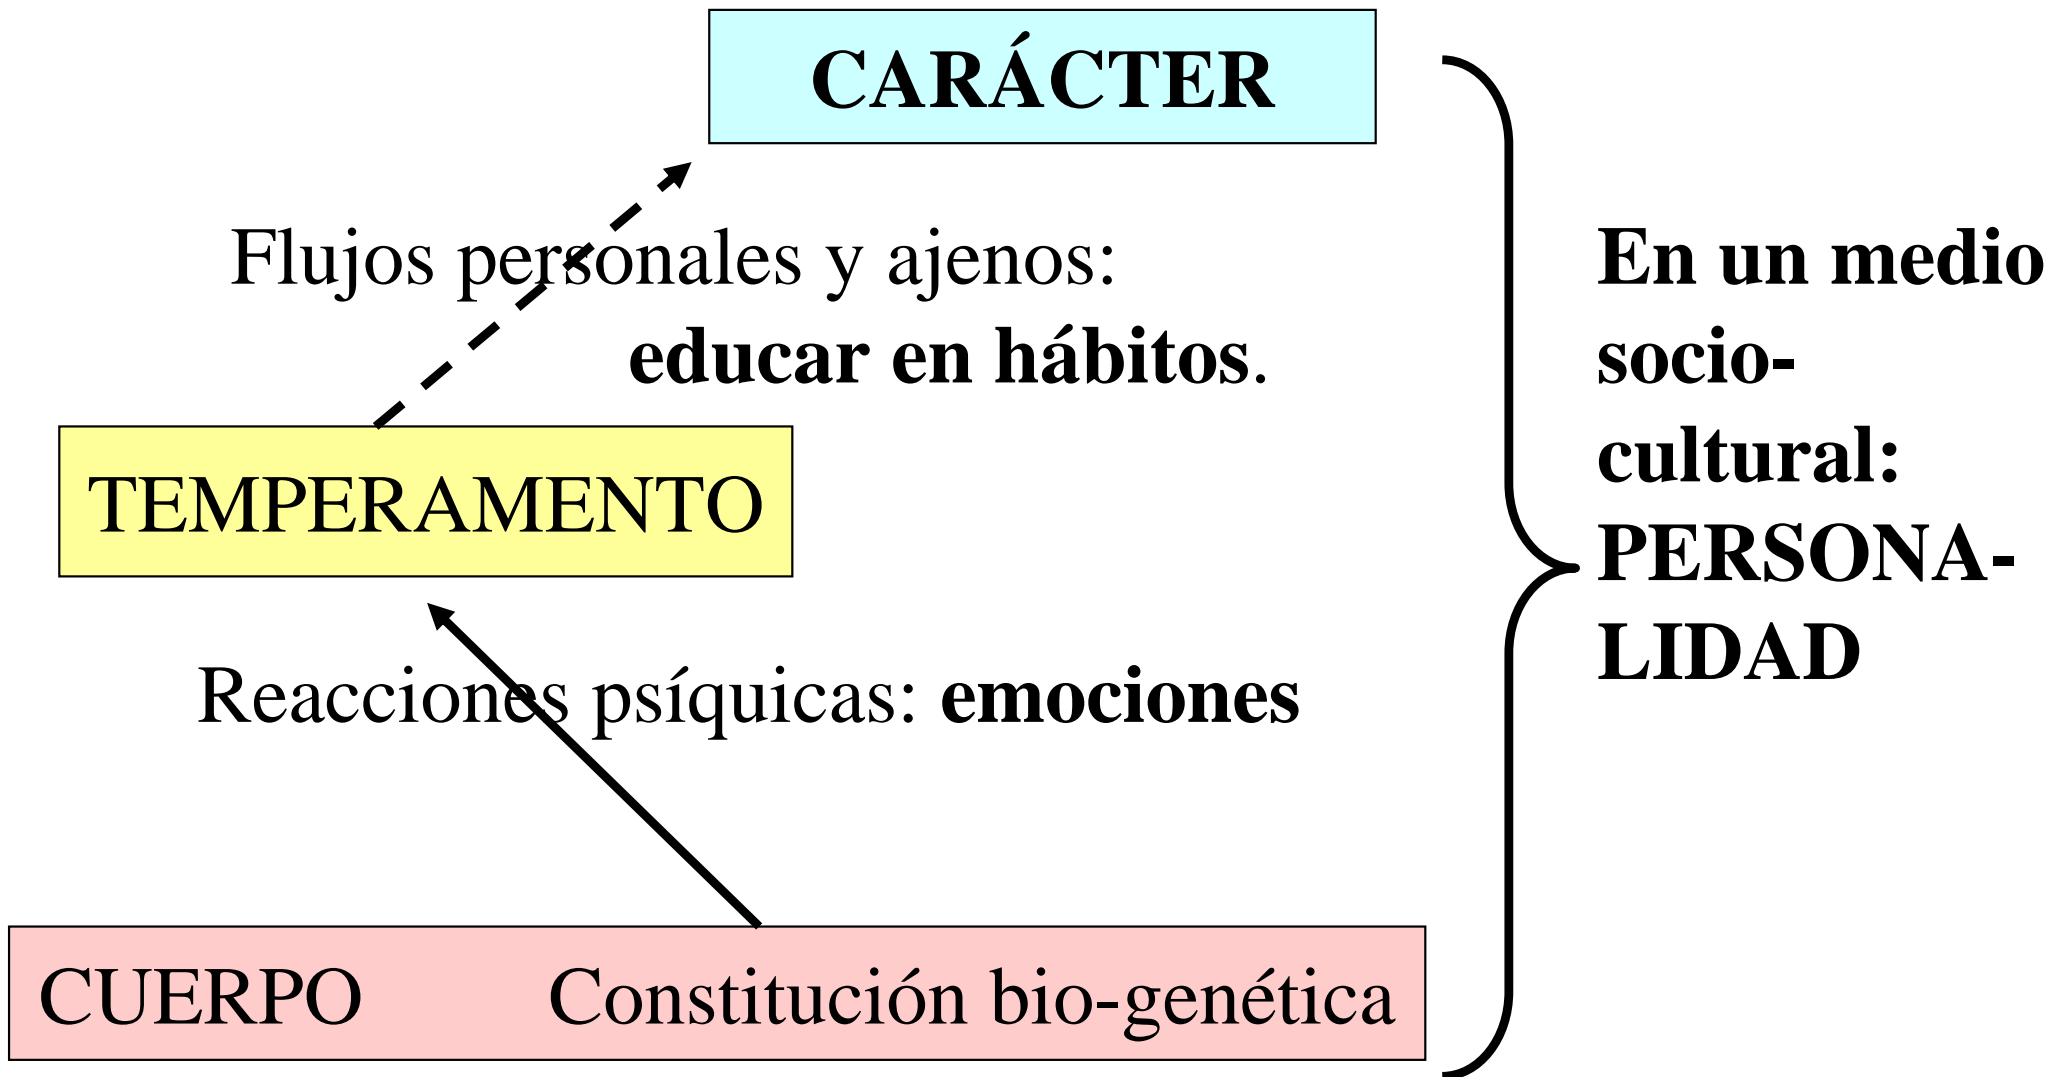 CARÁCTER
Flujos personales y ajenos:
educar en hábitos.
TEMPERAMENTO
Reacciones psíquicas: emociones
CUERPO Constitución bio-genética
En un medio
socio-
cultural:
PERSONA-
LIDAD